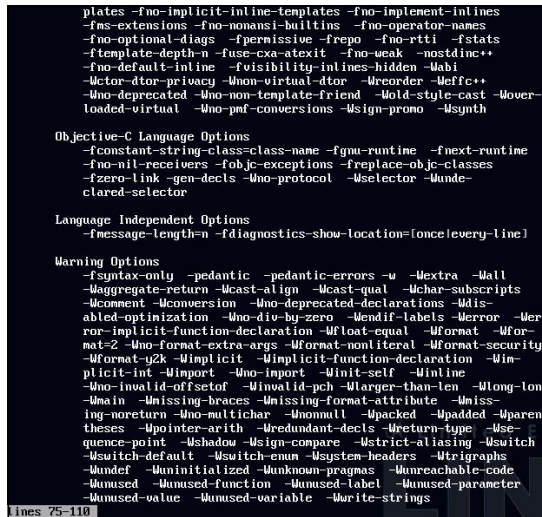 plates -fno-implicit-inline-templates -fno-implement-inlines
-fms-extensions -fno-nonansi-builtins -fno-operator-names
-fno-optional-diags -fpermissive -frepo -fno-rtti -fstats
-ftemplate-depth-n -fuse-cxa-atexit -fno-weak -nostdinc++
-fno-default-inline -fvisibility-inlines-hidden -Wabi
-Wctor-dtor-privacy -Wnon-virtual-dtor -Wreorder -Weffc++
-Wno-deprecated -Wno-non-template-friend -Wold-style-cast -Wover-
loaded-virtual -Wno-pmf-conversions -Wsign-promo -Wsynth
Objective-C Language Options
-fconstant-string-class=class-name -fgnu-runtime -fnext-runtime
-fno-nil-receivers -fobjc-exceptions -freplace-objc-classes
-fzero-link -gen-decls -Wno-protocol -Wselector -Wunde-
clared-selector
Language Independent Options
-fmessage-length=n -fdiagnostics-show-location=[once|every-line]
Warning Options
-fsyntax-only -pedantic -pedantic-errors -w -Wextra -Wall
-Waggregate-return -Wcast-align -Wcast-qual -Wchar-subscripts
-Wcomment -Wconversion -Wno-deprecated-declarations -Wdis-
abled-optimization -Wno-div-by-zero -Wendif-labels -Werror -Wer
ror-implicit-function-declaration -Wfloat-equal -Wformat -Wfor-
mat=2 -Wno-format-extra-args -Wformat-nonliteral -Wformat-security
-Wformat-y2k -Wimplicit -Wimplicit-function-declaration -Wim-
plicit-int -Wimport -Wno-import -Winit-self -Winline
-Wno-invalid-offsetof -Winvalid-pch -Wlarger-than-len -Wlong-lon
-Wmain -Wmissing-braces -Wmissing-format-attribute -Wmiss-
ing-noreturn -Wno-multichar -Wnonnull -Wpacked -Wpadded -Wparen
theses -Wpointer-arith -Wredundant-decls -Wreturn-type -Wse-
quence-point -Wshadow -Wsign-compare -Wstrict-aliasing -Wswitch
-Wswitch-default -Wswitch-enum -Wsystem-headers -Wtrigraphs
-Wundef -Wuninitialized -Wunknown-pragmas -Wunreachable-code
-Wunused -Wunused-function -Wunused-label -Wunused-parameter
-Wunused-value -Wunused-variable -Wwrite-strings
lines 75-110